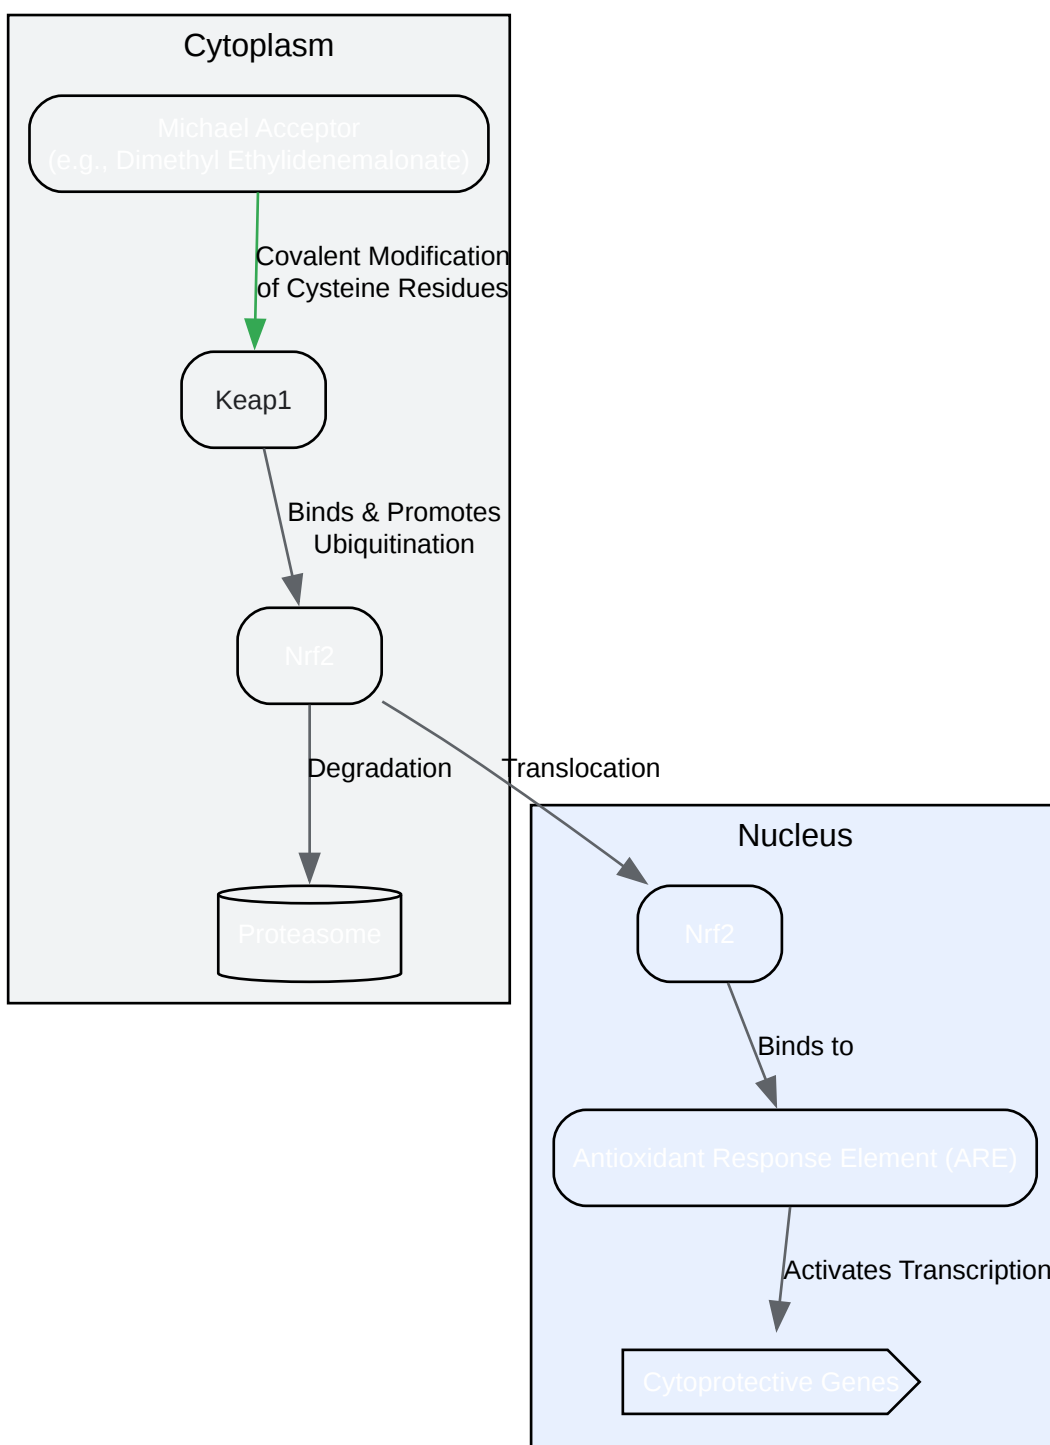 Cytoplasm
Michael Acceptor
(e.g., Dimethyl Ethylidenemalonate)
Covalent Modification
of Cysteine Residues
Keap1
Binds & Promotes
Ubiquitination
Nrf2
Degradation
Translocation
Nucleus
Proteasome
Nrf2
Binds to
Antioxidant Response Element (ARE)
Activates Transcription
Cytoprotective Genes